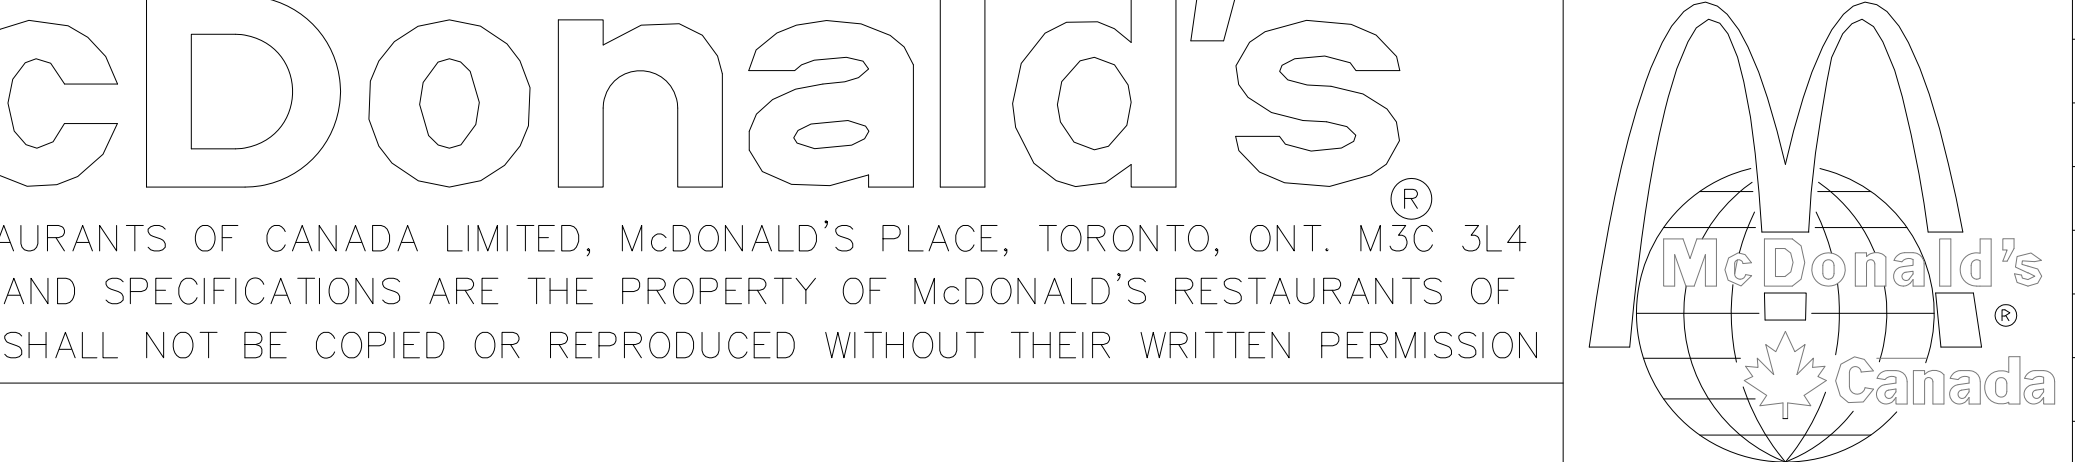 cDonald's®
AURANTS OF CANADA LIMITED, McDONALD'S PLACE, TORONTO, ONT. M3C 3L4
AND SPECIFICATIONS ARE THE PROPERTY OF McDONALD'S RESTAURANTS OF
SHALL NOT BE COPIED OR REPRODUCED WITHOUT THEIR WRITTEN PERMISSION
McDonald's
®
Canada